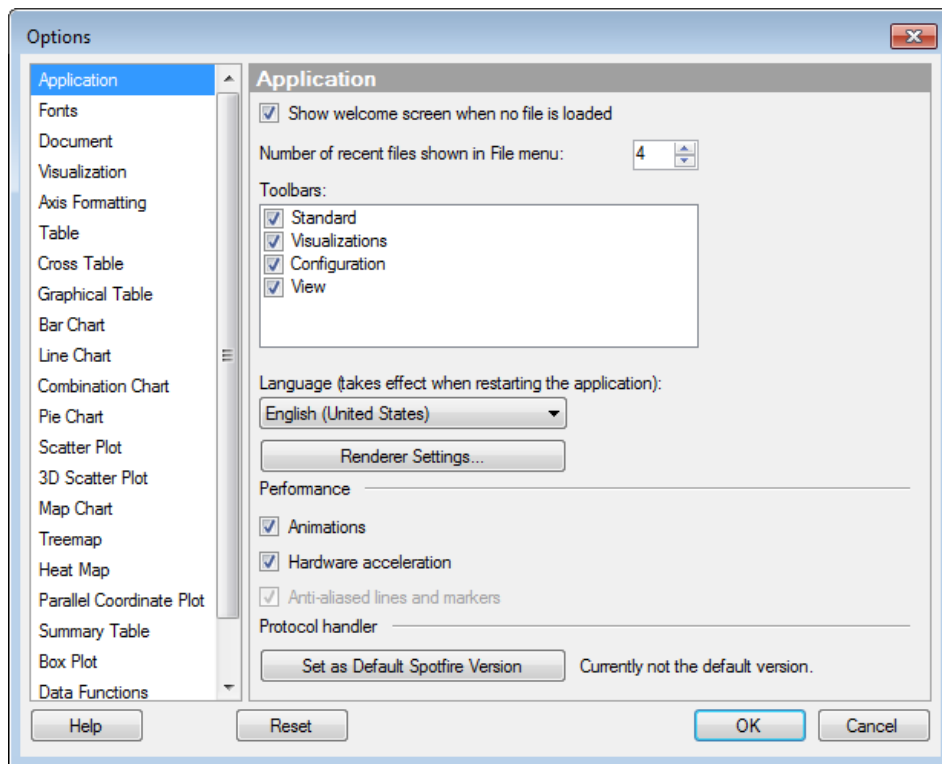 Options
Application
Fonts
Document
Visualization
Axis Formatting
Table
Cross Table
Graphical Table
Bar Chart
Line Chart
Combination Chart
Pie Chart
Scatter Plot
3D Scatter Plot
Map Chart
Treemap
Heat Map
Parallel Coordinate Plot
Summary Table
Box Plot
Data Functions
Application
Show welcome screen when no file is loaded
Number of recent files shown in File menu: 4
Toolbars:
Standard
Visualizations
Configuration
View
Language (takes effect when restarting the application):
English (United States)
Renderer Settings...
Performance
Animations
Hardware acceleration
Anti-aliased lines and markers
Protocol handler
Set as Default Spotfire Version Currently not the default version.
Help Reset OK Cancel